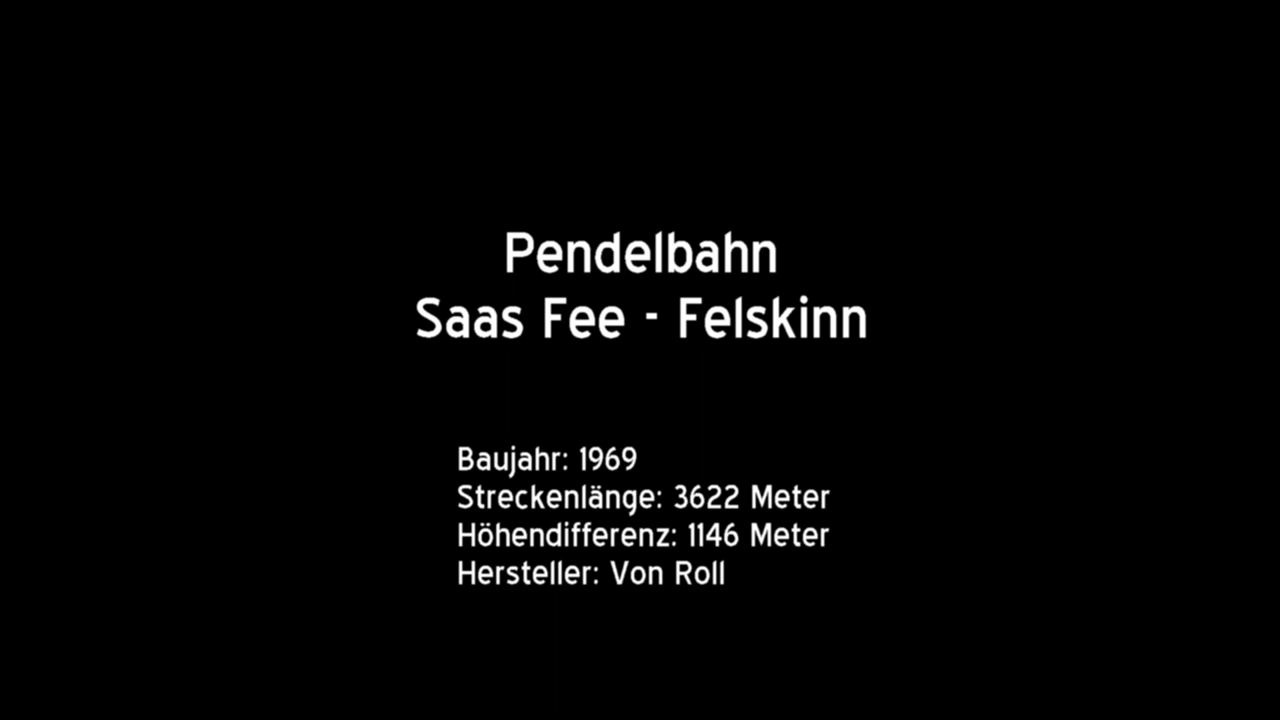 Pendelbahn
Saas Fee - Felskinn
Baujahr: 1969
Streckenlänge: 3622 Meter
Höhendifferenz: 1146 Meter
Hersteller: Von Roll